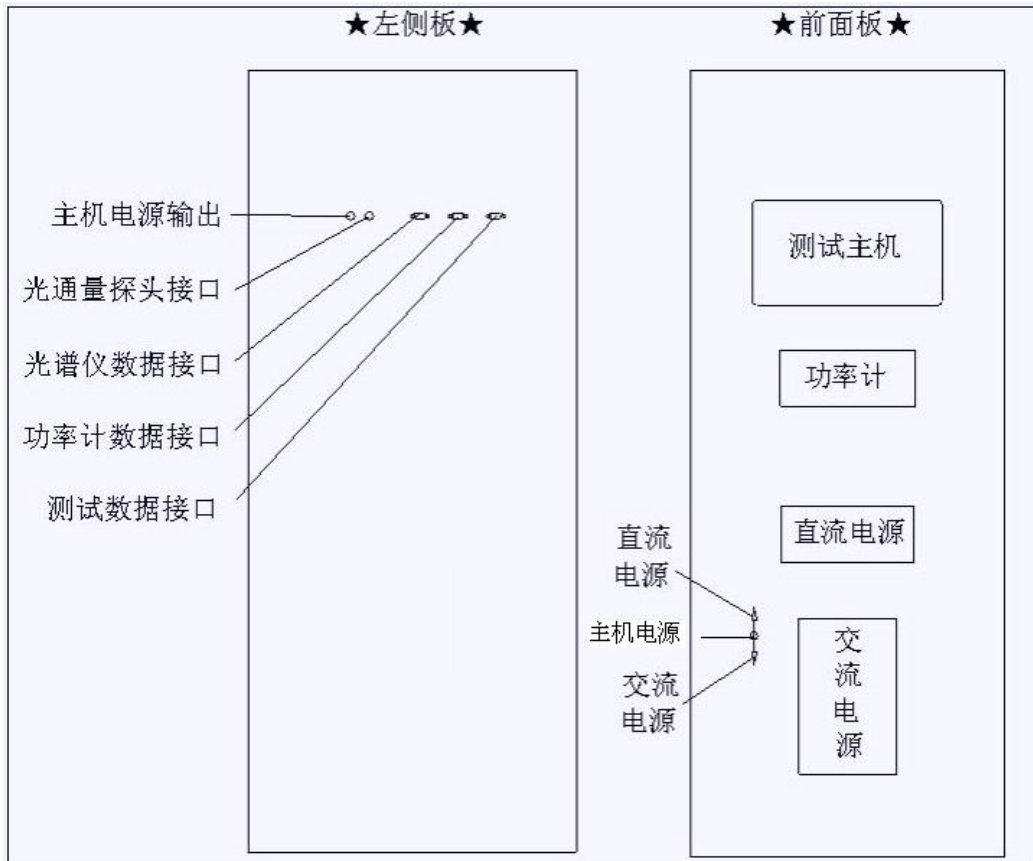 ★左侧板★
主机电源输出
光通量探头接口
光谱仪数据接口
功率计数据接口
测试数据接口
★前面板★
测试主机
功率计
直流电源
直流
电源
主机电源
交流
电源
交
流
电
源